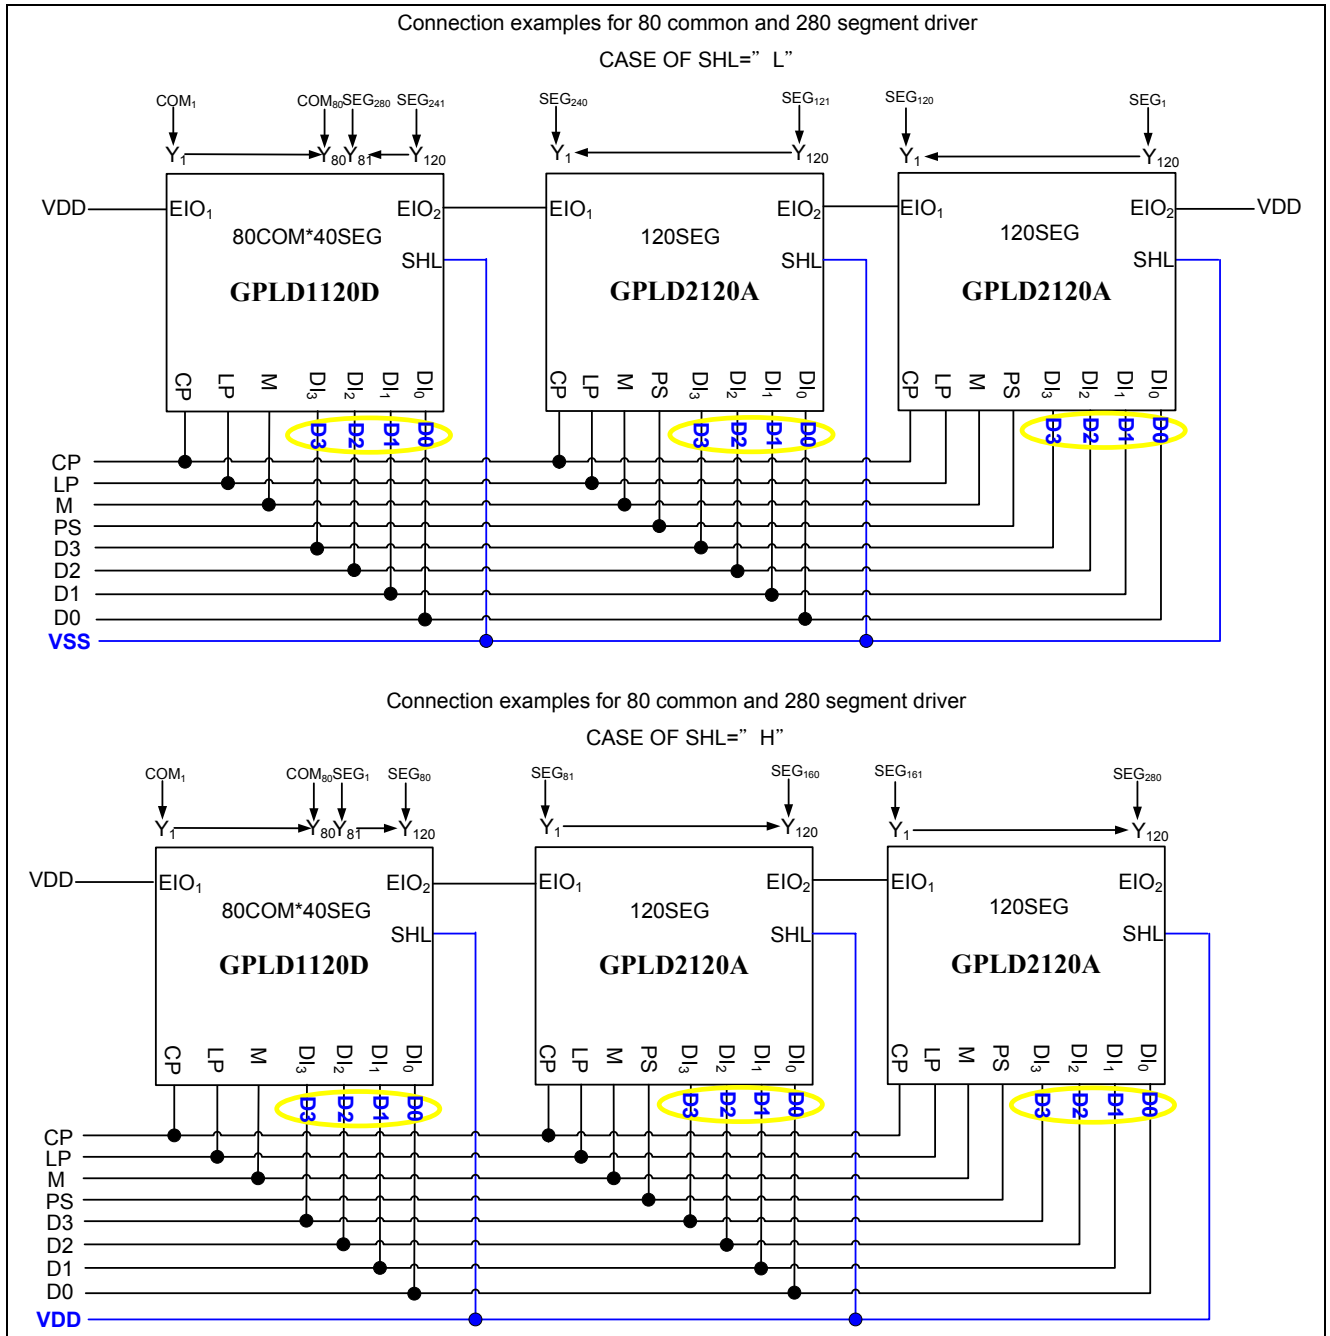 Connection examples for 80 common and 280 segment driver
CASE OF SHL=” L”
COM₁ COM₈₀ SEG₂₈₀ SEG₂₄₁ SEG₂₄₀ SEG₁₂₁ SEG₁₂₀ SEG₁
Y₁ Y₈₀ Y₈₁ Y₁₂₀ Y₁ Y₁₂₀ Y₁ Y₁₂₀
VDD EIO₁ EIO₂ EIO₁ EIO₂ EIO₁ EIO₂ VDD
80COM*40SEG 120SEG 120SEG
SHL SHL SHL
GPLD1120D GPLD2120A GPLD2120A
CP LP M DI₃ DI₂ DI₁ DI₀ CP LP M PS DI₃ DI₂ DI₁ DI₀ CP LP M PS DI₃ DI₂ DI₁ DI₀
D3 D2 D1 D0 D3 D2 D1 D0 D3 D2 D1 D0
CP
LP
M
PS
D3
D2
D1
D0
VSS
Connection examples for 80 common and 280 segment driver
CASE OF SHL=” H”
COM₁ COM₈₀ SEG₁ SEG₈₀ SEG₈₁ SEG₁₆₀ SEG₁₆₁ SEG₂₈₀
Y₁ Y₈₀ Y₈₁ Y₁₂₀ Y₁ Y₁₂₀ Y₁ Y₁₂₀
VDD EIO₁ EIO₂ EIO₁ EIO₂ EIO₁ EIO₂
80COM*40SEG 120SEG 120SEG
SHL SHL SHL
GPLD1120D GPLD2120A GPLD2120A
CP LP M DI₃ DI₂ DI₁ DI₀ CP LP M PS DI₃ DI₂ DI₁ DI₀ CP LP M PS DI₃ DI₂ DI₁ DI₀
D3 D2 D1 D0 D3 D2 D1 D0 D3 D2 D1 D0
CP
LP
M
PS
D3
D2
D1
D0
VDD